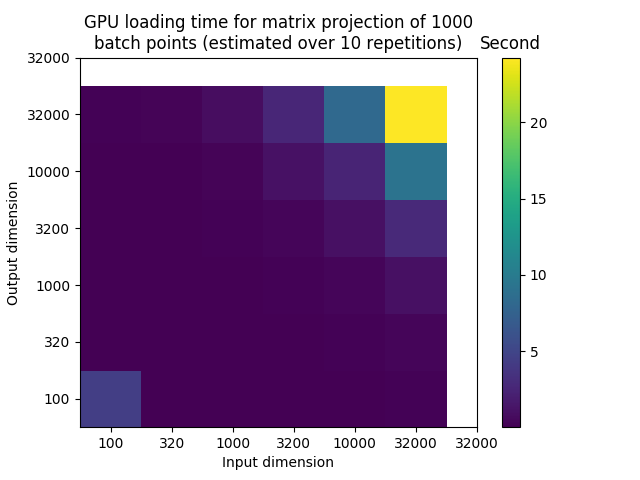 GPU loading time for matrix projection of 1000
batch points (estimated over 10 repetitions)
Second
32000
32000
10000
3200
1000
320
100
Output dimension
100 320 1000 3200 10000 32000 32000
Input dimension
20
15
10
5